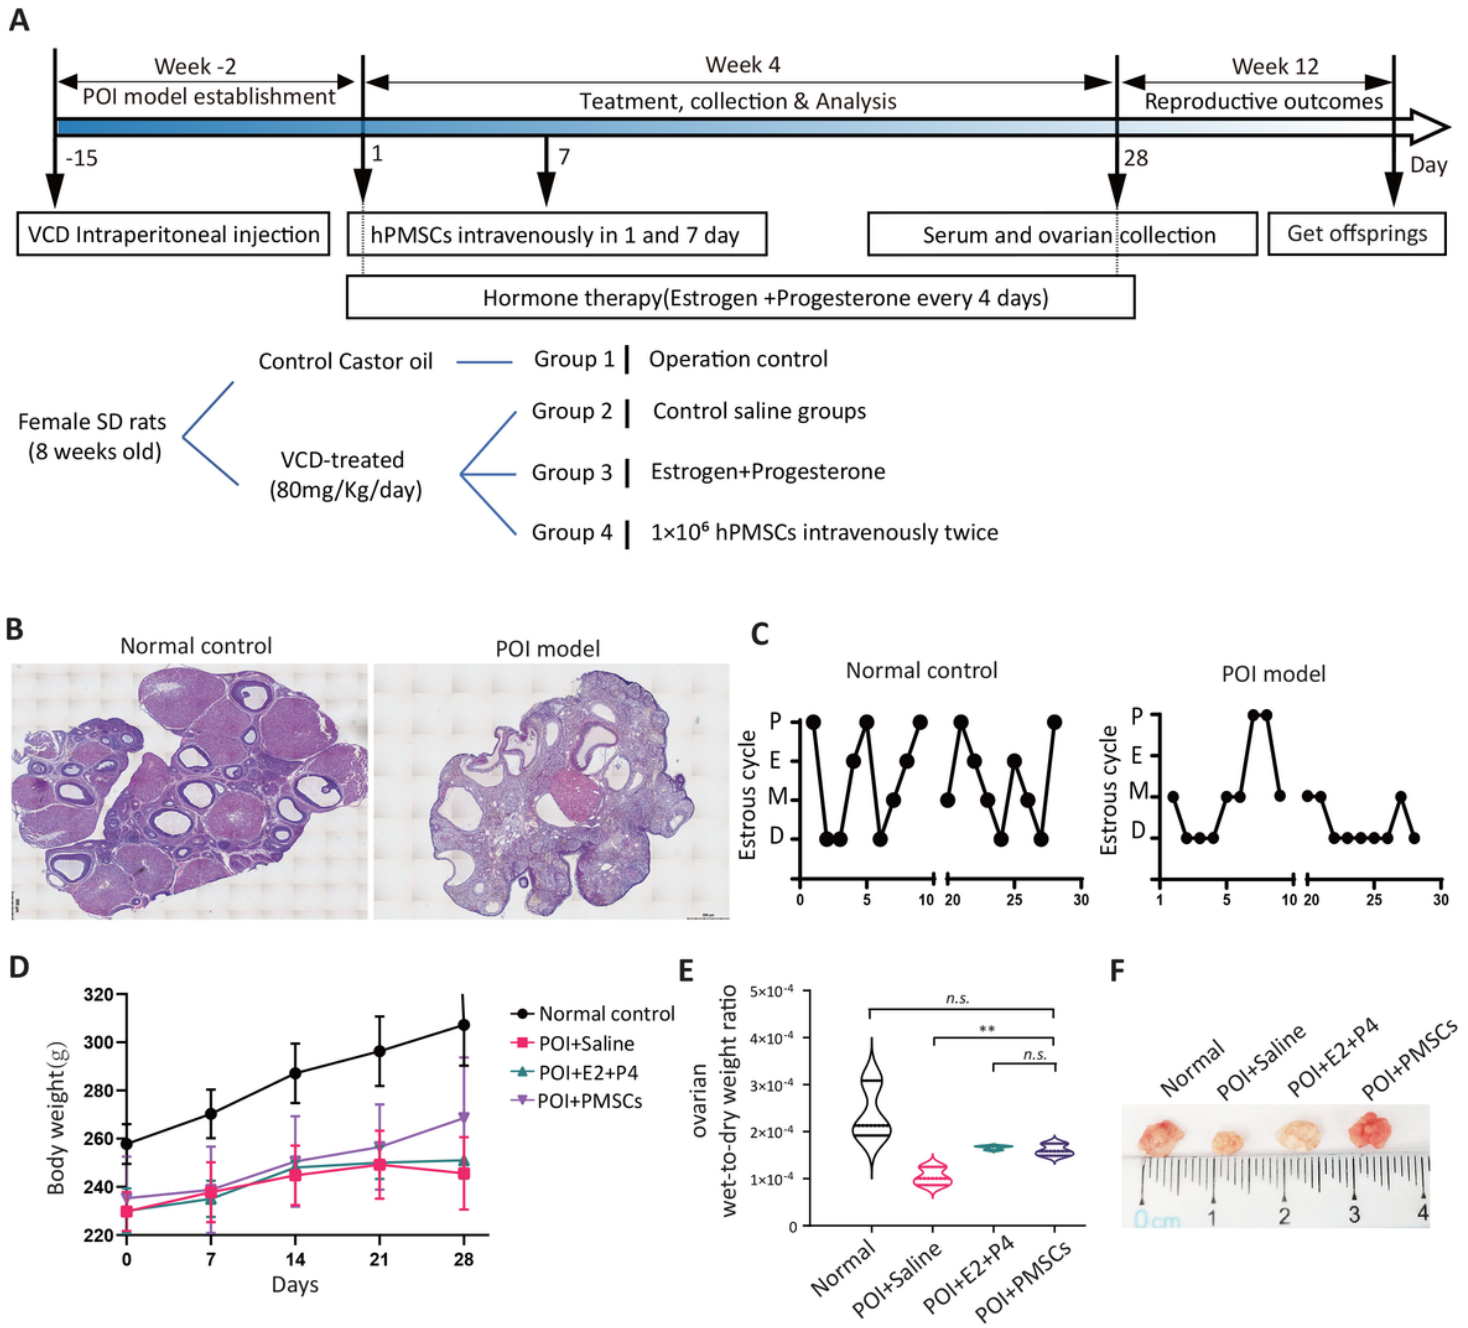 A
Week -2
Week 4
Week 12
POI model establishment
Teatment, collection & Analysis
Reproductive outcomes
-15
1
7
28
Day
VCD Intraperitoneal injection
hPMSCs intravenously in 1 and 7 day
Serum and ovarian collection
Get offsprings
Hormone therapy(Estrogen +Progesterone every 4 days)
Female SD rats
(8 weeks old)
Control Castor oil
Group 1
Operation control
VCD-treated
(80mg/Kg/day)
Group 2
Control saline groups
Group 3
Estrogen+Progesterone
Group 4
1×10⁶ hPMSCs intravenously twice
B
Normal control
POI model
C
Normal control
Estrous cycle
P
E
M
D
0
5
10
20
25
30
POI model
Estrous cycle
P
E
M
D
1
5
10
20
25
30
D
Body weight(g)
320
300
280
260
240
220
0
7
14
21
28
Days
Normal control
POI+Saline
POI+E2+P4
POI+PMSCs
E
ovarian
wet-to-dry weight ratio
5×10⁻⁴
4×10⁻⁴
3×10⁻⁴
2×10⁻⁴
1×10⁻⁴
0
n.s.
**
n.s.
Normal
POI+Saline
POI+E2+P4
POI+PMSCs
F
Normal
POI+Saline
POI+E2+P4
POI+PMSCs
0cm
1
2
3
4